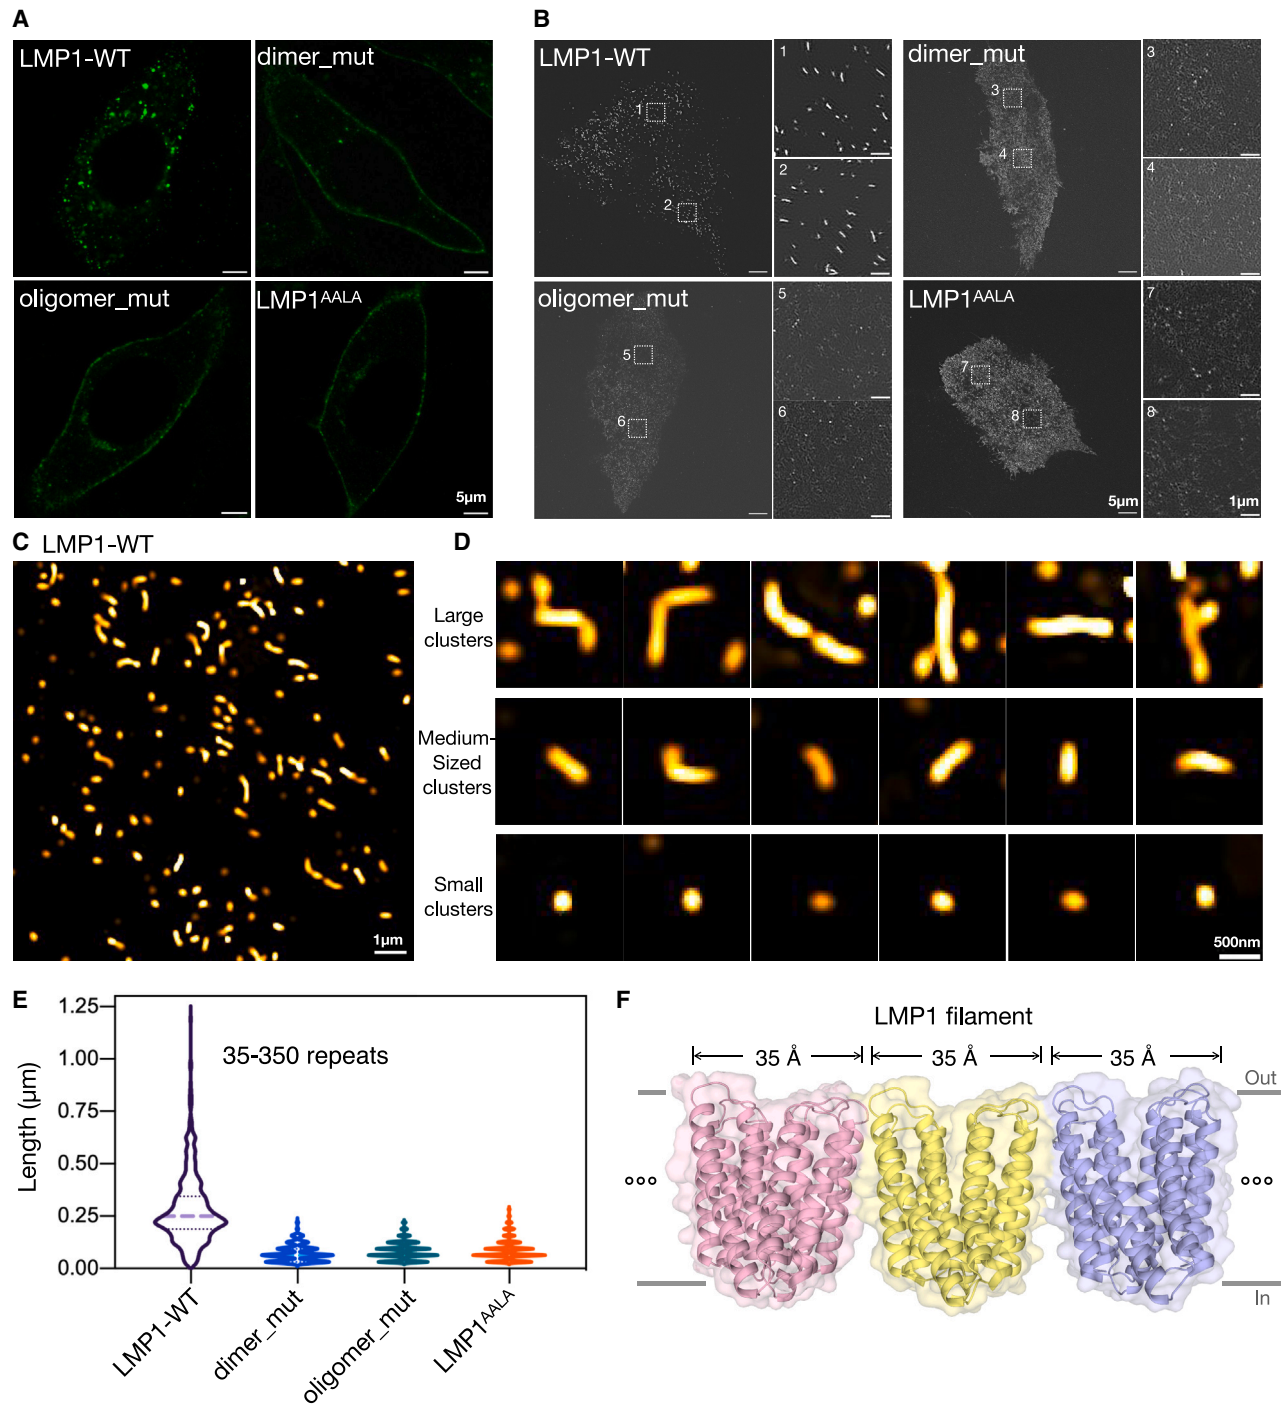 A
LMP1-WT
dimer_mut
oligomer_mut
LMP1ᴬᴬᴸᴬ
5μm
B
LMP1-WT
1
2
1
2
dimer_mut
3
4
3
4
oligomer_mut
5
6
5
6
LMP1ᴬᴬᴸᴬ
7
8
5μm
7
8
1μm
C LMP1-WT
1μm
D
Large
clusters
Medium-
Sized
clusters
Small
clusters
500nm
E
Length (μm)
1.25
1.00
0.75
0.50
0.25
0.00
35-350 repeats
LMP1-WT
dimer_mut
oligomer_mut
LMP1ᴬᴬᴸᴬ
F
LMP1 filament
35 Å 35 Å 35 Å
Out
In